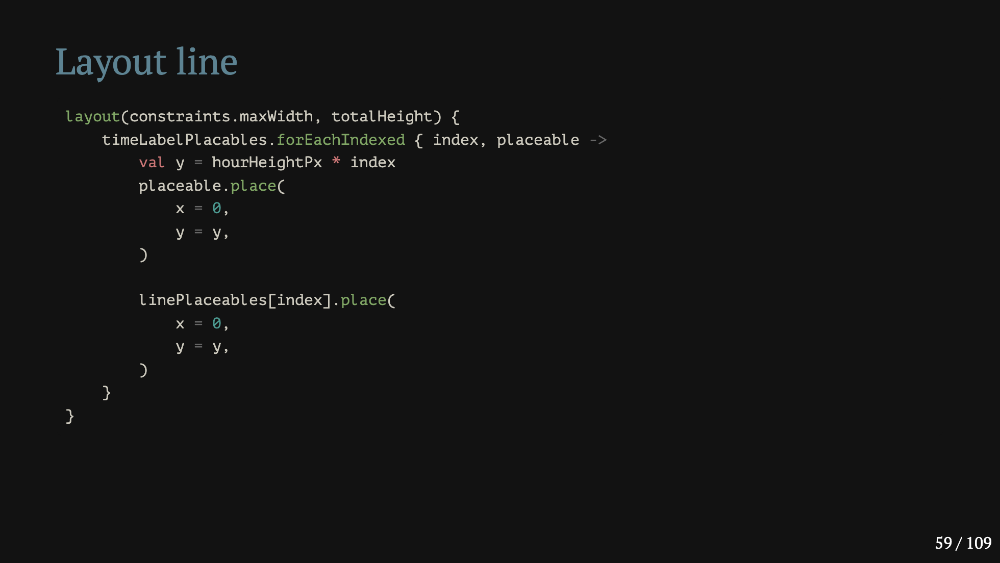 Layout line
layout(constraints.maxWidth, totalHeight) {
    timeLabelPlacables.forEachIndexed { index, placeable ->
        val y = hourHeightPx * index
        placeable.place(
            x = 0,
            y = y,
        )

        linePlaceables[index].place(
            x = 0,
            y = y,
        )
    }
}
59 / 109